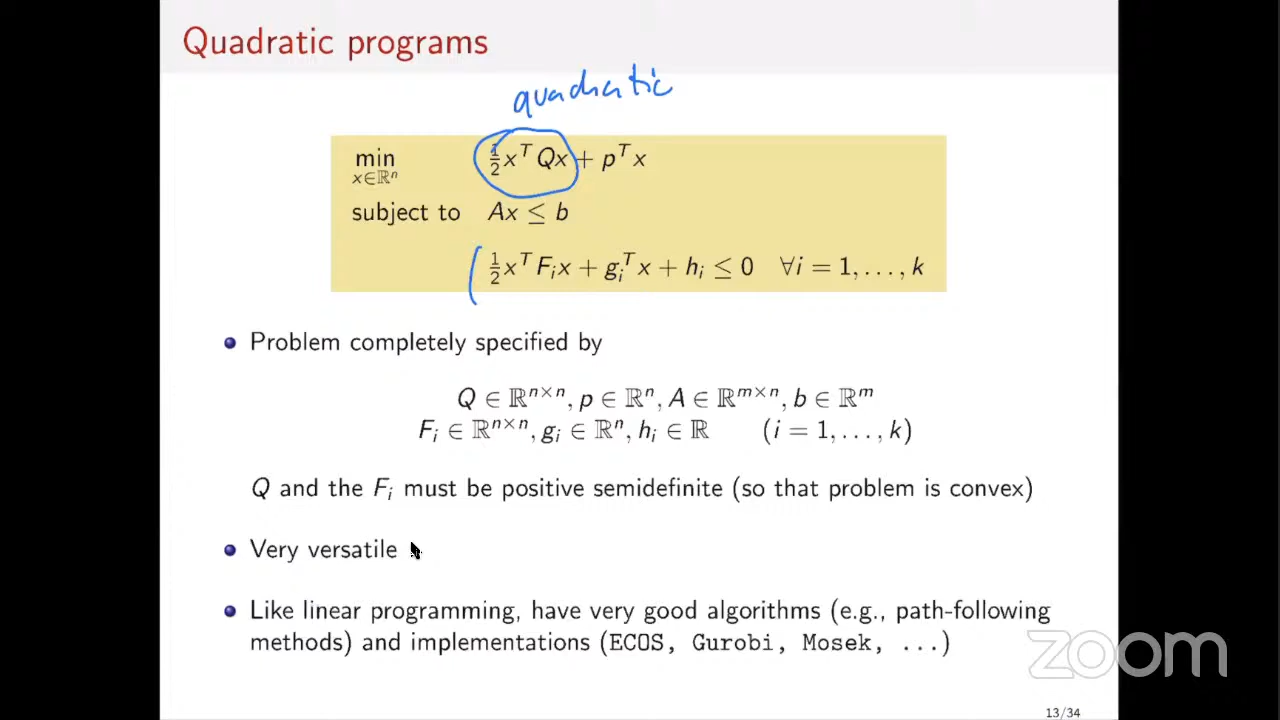 Quadratic programs
quadratic
min ½xᵀQx + pᵀx
x∈ℝⁿ
subject to Ax ≤ b
½xᵀFᵢx + gᵢᵀx + hᵢ ≤ 0 ∀i = 1, . . . , k
Problem completely specified by
Q ∈ ℝⁿˣⁿ, p ∈ ℝⁿ, A ∈ ℝᵐˣⁿ, b ∈ ℝᵐ
Fᵢ ∈ ℝⁿˣⁿ, gᵢ ∈ ℝⁿ, hᵢ ∈ ℝ (i = 1, . . . , k)
Q and the Fᵢ must be positive semidefinite (so that problem is convex)
Very versatile
Like linear programming, have very good algorithms (e.g., path-following
methods) and implementations (ECOS, Gurobi, Mosek, ...)
zoom
13/34